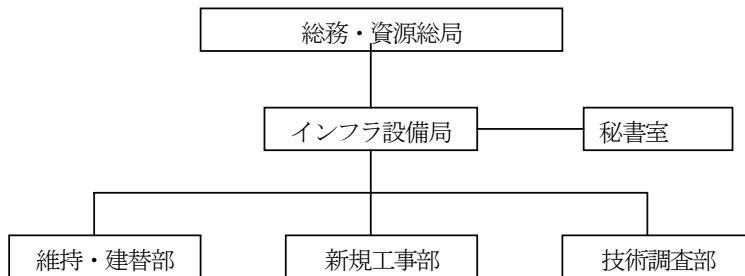 総務・資源総局
インフラ設備局
秘書室
維持・建替部
新規工事部
技術調査部